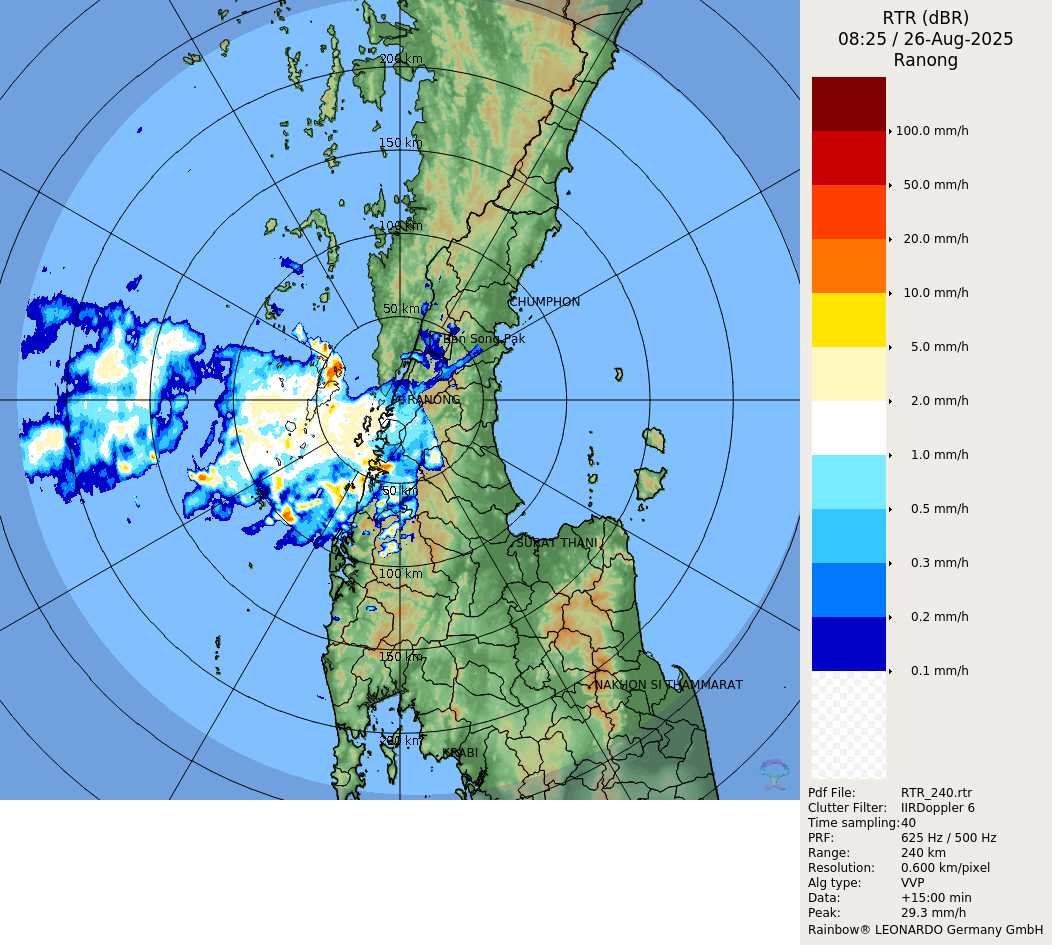 RTR (dBR)
08:25 / 26-Aug-2025
Ranong
100.0 mm/h
50.0 mm/h
20.0 mm/h
10.0 mm/h
5.0 mm/h
2.0 mm/h
1.0 mm/h
0.5 mm/h
0.3 mm/h
0.2 mm/h
0.1 mm/h
Pdf File: RTR_240.rtr
Clutter Filter: IIRDoppler 6
Time sampling: 40
PRF: 625 Hz / 500 Hz
Range: 240 km
Resolution: 0.600 km/pixel
Alg type: VVP
Data: +15:00 min
Peak: 29.3 mm/h
Rainbow® LEONARDO Germany GmbH
200 km
150 km
100 km
50 km
CHUMPHON
Ban Song Pak
RANONG
50 km
SURAT THANI
100 km
150 km
NAKHON SI THAMMARAT
200 km
KRABI